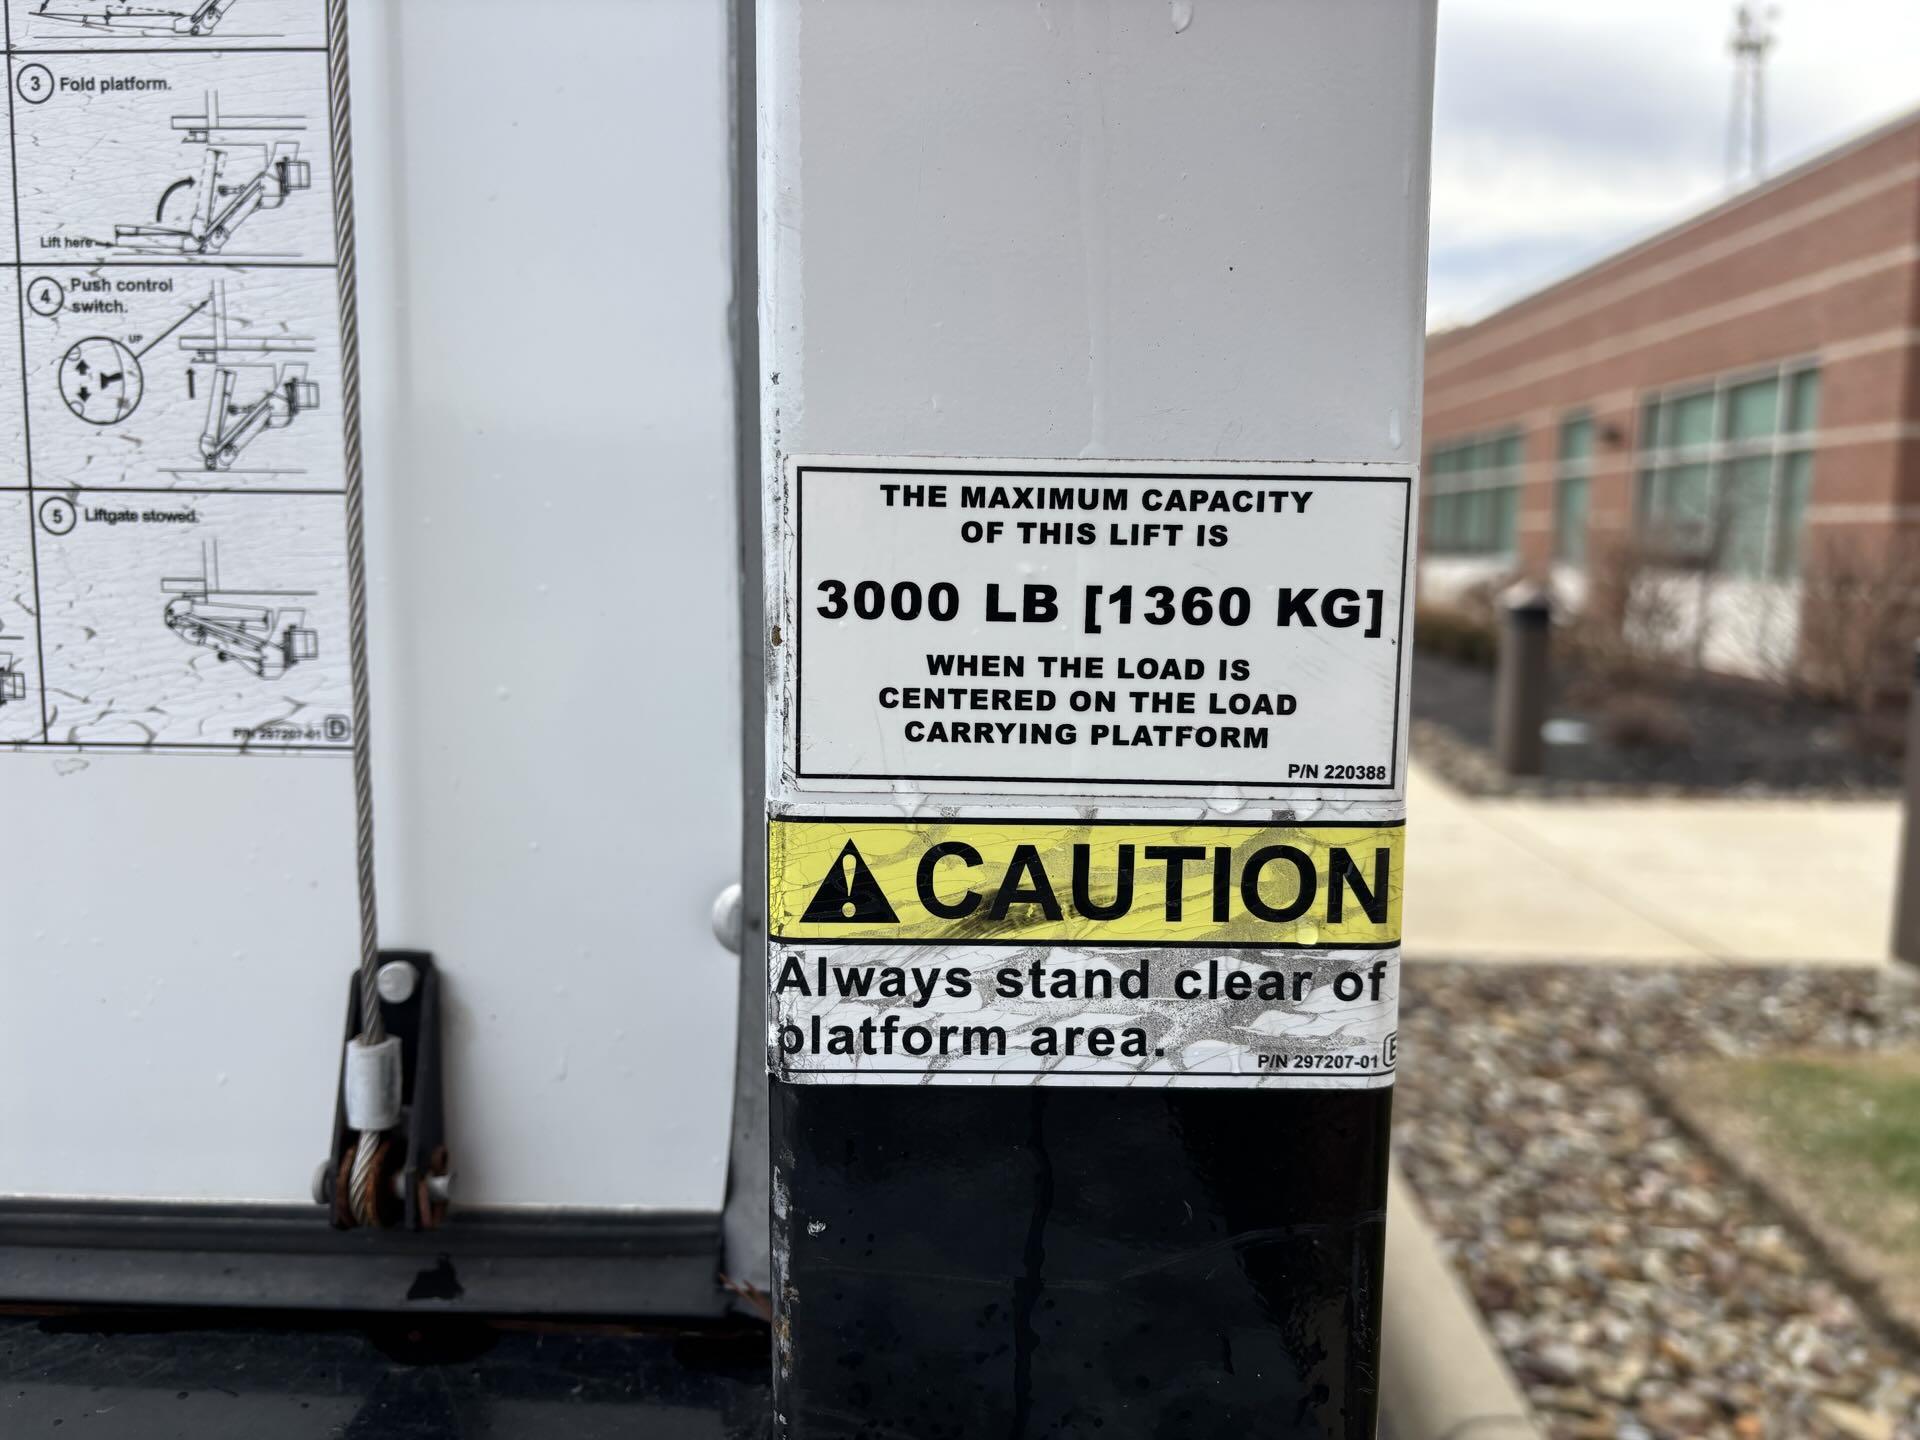 3 Fold platform.
Lift here
4 Push control
switch.
UP
5 Liftgate stowed.
P/N 297207-01 D
THE MAXIMUM CAPACITY
OF THIS LIFT IS
3000 LB [1360 KG]
WHEN THE LOAD IS
CENTERED ON THE LOAD
CARRYING PLATFORM
P/N 220388
CAUTION
Always stand clear of
platform area.
P/N 297207-01 E